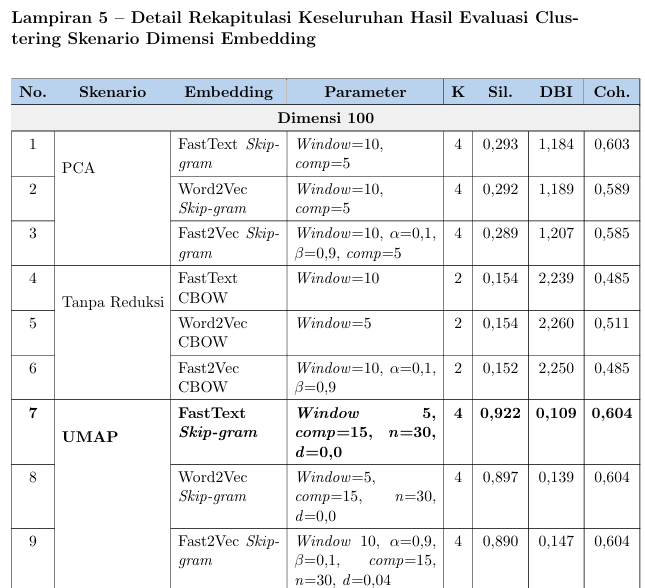 Lampiran 5 – Detail Rekapitulasi Keseluruhan Hasil Evaluasi Clus-
tering Skenario Dimensi Embedding
No. Skenario Embedding Parameter K Sil. DBI Coh.
Dimensi 100
1 PCA FastText Skip- Window=10, 4 0,293 1,184 0,603
gram comp=5
2 Word2Vec Window=10, 4 0,292 1,189 0,589
Skip-gram comp=5
3 Fast2Vec Skip- Window=10, α=0,1, 4 0,289 1,207 0,585
gram β=0,9, comp=5
4 Tanpa Reduksi FastText Window=10 2 0,154 2,239 0,485
CBOW
5 Word2Vec Window=5 2 0,154 2,260 0,511
CBOW
6 Fast2Vec Window=10, α=0,1, 2 0,152 2,250 0,485
CBOW β=0,9
7 UMAP FastText Window 5, 4 0,922 0,109 0,604
Skip-gram comp=15, n=30,
d=0,0
8 Word2Vec Window=5, 4 0,897 0,139 0,604
Skip-gram comp=15, n=30,
d=0,0
9 Fast2Vec Skip- Window 10, α=0,9, 4 0,890 0,147 0,604
gram β=0,1, comp=15,
n=30, d=0,04